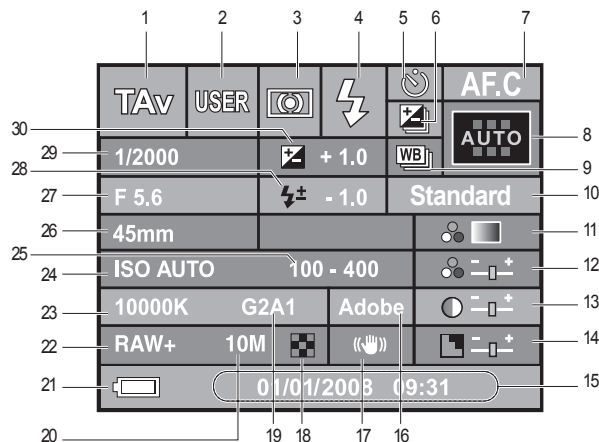 1 2 3 4 5 6 7
TAv USER AF.C
30 AUTO 8
29 1/2000 + 1.0 WB 9
28
27 F 5.6 - 1.0 Standard 10
26 45mm 11
25
24 ISO AUTO 100 - 400 - + 12
23 10000K G2A1 Adobe - + 13
22 RAW+ 10M - + 14
21 01/01/2008 09:31 15
20 19 18 17 16